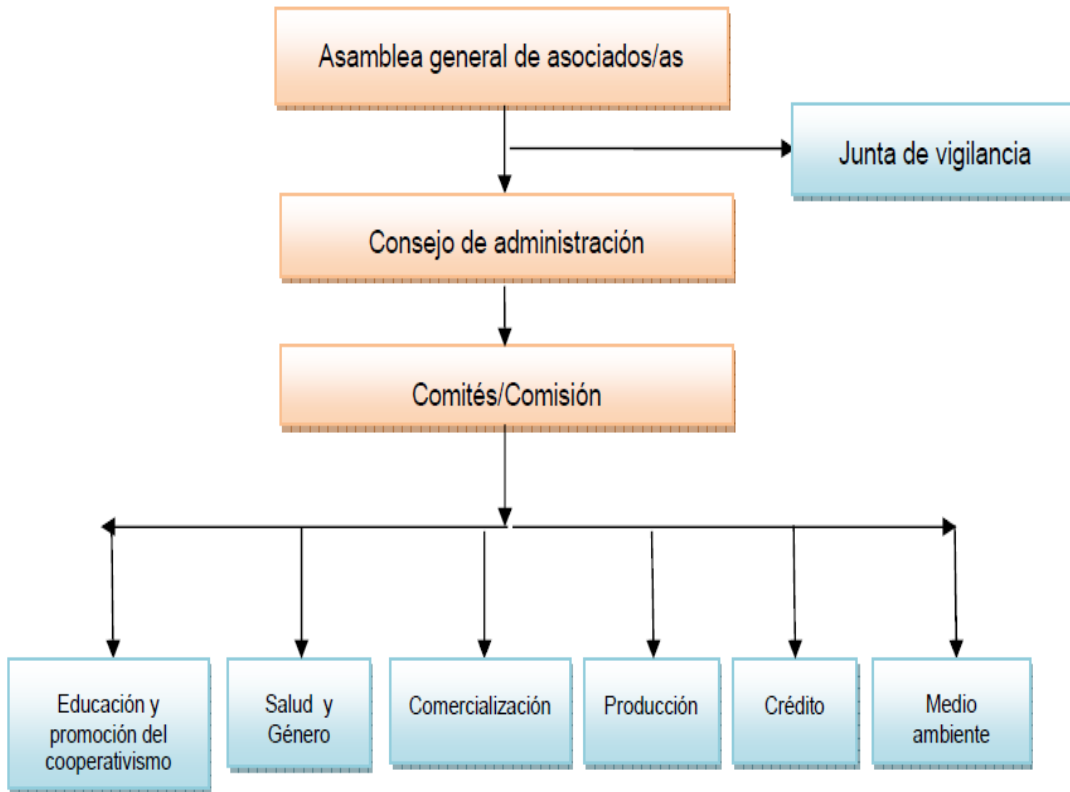 Asamblea general de asociados/as
Junta de vigilancia
Consejo de administración
Comités/Comisión
Educación y
promoción del
cooperativismo
Salud y
Género
Comercialización
Producción
Crédito
Medio
ambiente